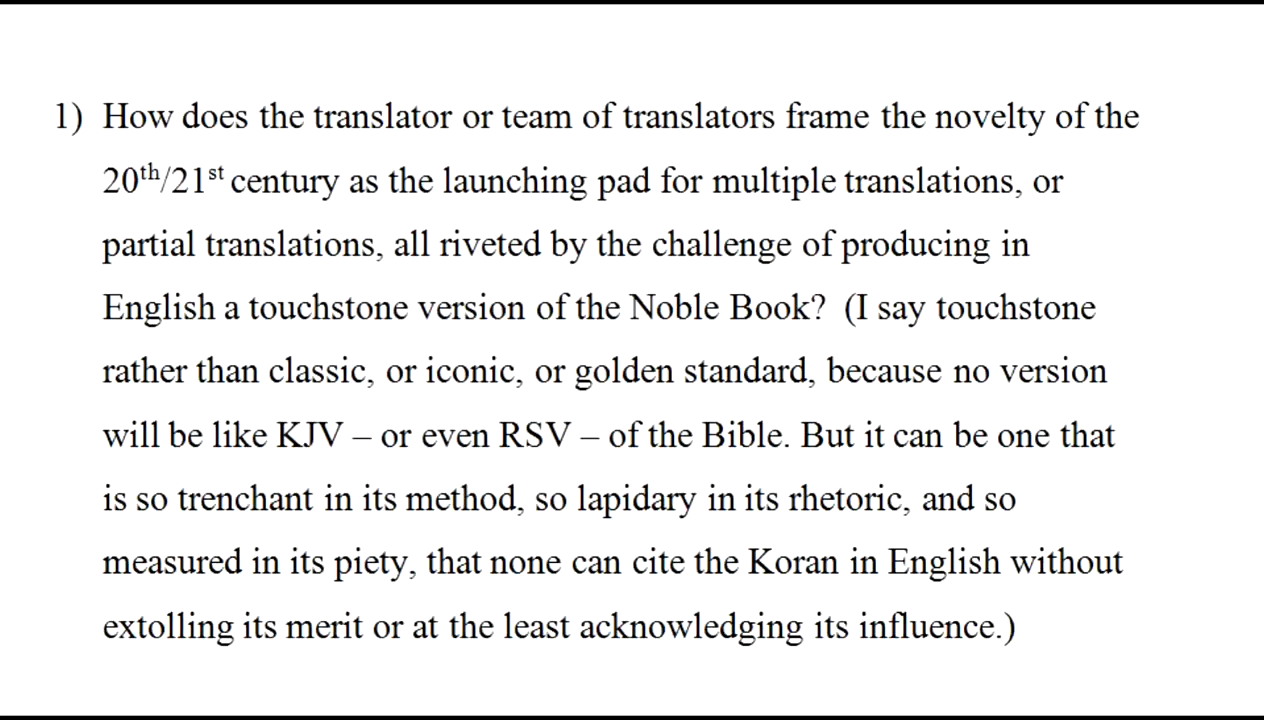 1) How does the translator or team of translators frame the novelty of the
20th/21st century as the launching pad for multiple translations, or
partial translations, all riveted by the challenge of producing in
English a touchstone version of the Noble Book?  (I say touchstone
rather than classic, or iconic, or golden standard, because no version
will be like KJV – or even RSV – of the Bible. But it can be one that
is so trenchant in its method, so lapidary in its rhetoric, and so
measured in its piety, that none can cite the Koran in English without
extolling its merit or at the least acknowledging its influence.)